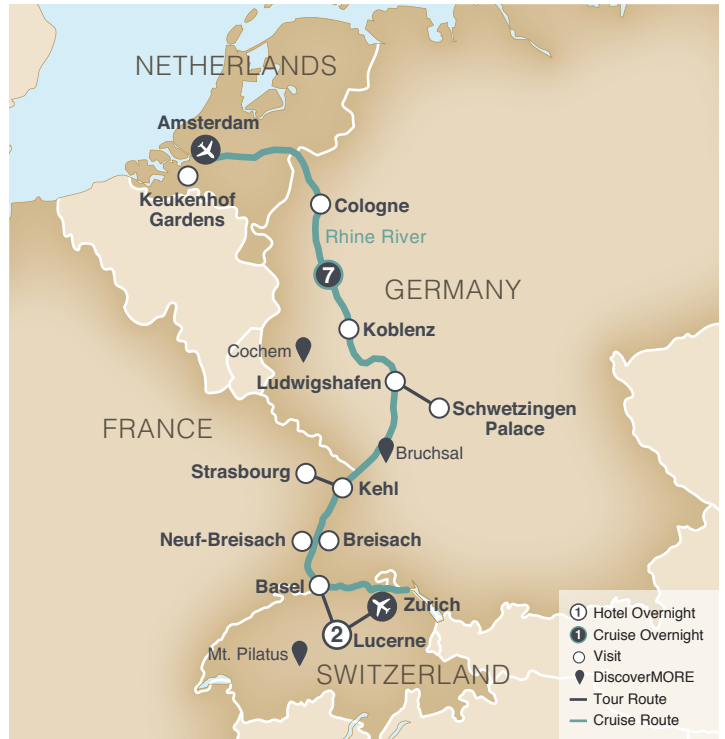 NETHERLANDS
Amsterdam
Keukenhof
Gardens
Cologne
Rhine River
7
GERMANY
Koblenz
Cochem
Ludwigshafen
Schwetzingen
Palace
FRANCE
Bruchsal
Strasbourg
Kehl
Neuf-Breisach
Breisach
Basel
Zurich
2
Lucerne
Mt. Pilatus
SWITZERLAND
1 Hotel Overnight
1 Cruise Overnight
Visit
DiscoverMORE
Tour Route
Cruise Route